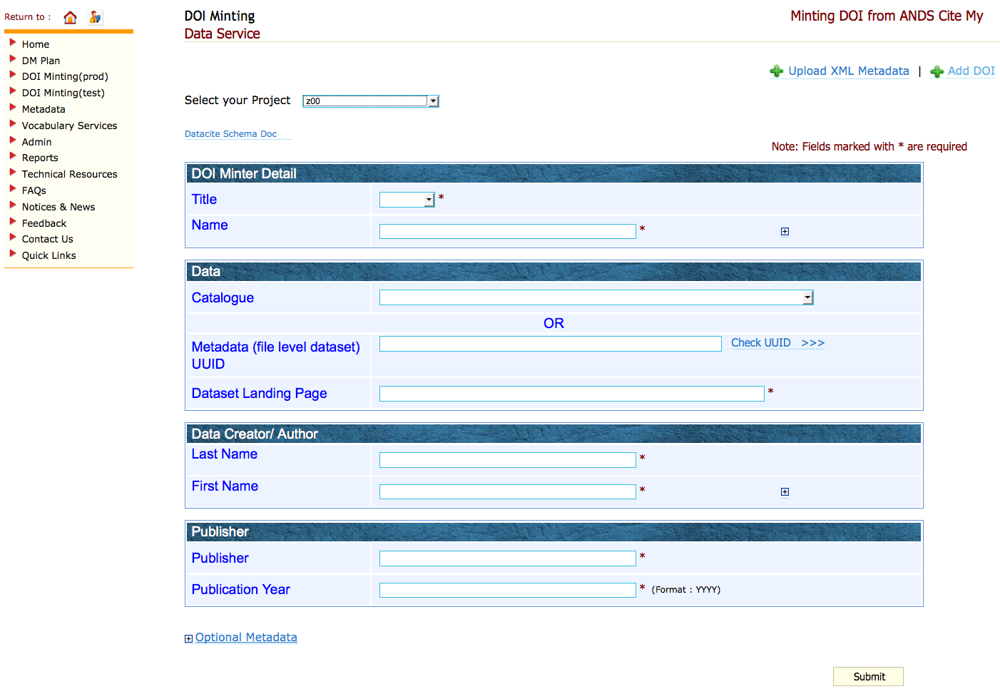 Return to :
Home
DM Plan
DOI Minting(prod)
DOI Minting(test)
Metadata
Vocabulary Services
Admin
Reports
Technical Resources
FAQs
Notices & News
Feedback
Contact Us
Quick Links
DOI Minting
Minting DOI from ANDS Cite My
Data Service
Upload XML Metadata | Add DOI
Select your Project z00
Datacite Schema Doc
Note: Fields marked with * are required
DOI Minter Detail
Title *
Name *
Data
Catalogue
OR
Metadata (file level dataset) Check UUID >>>
UUID
Dataset Landing Page *
Data Creator/ Author
Last Name *
First Name *
Publisher
Publisher *
Publication Year * (Format : YYYY)
Optional Metadata
Submit